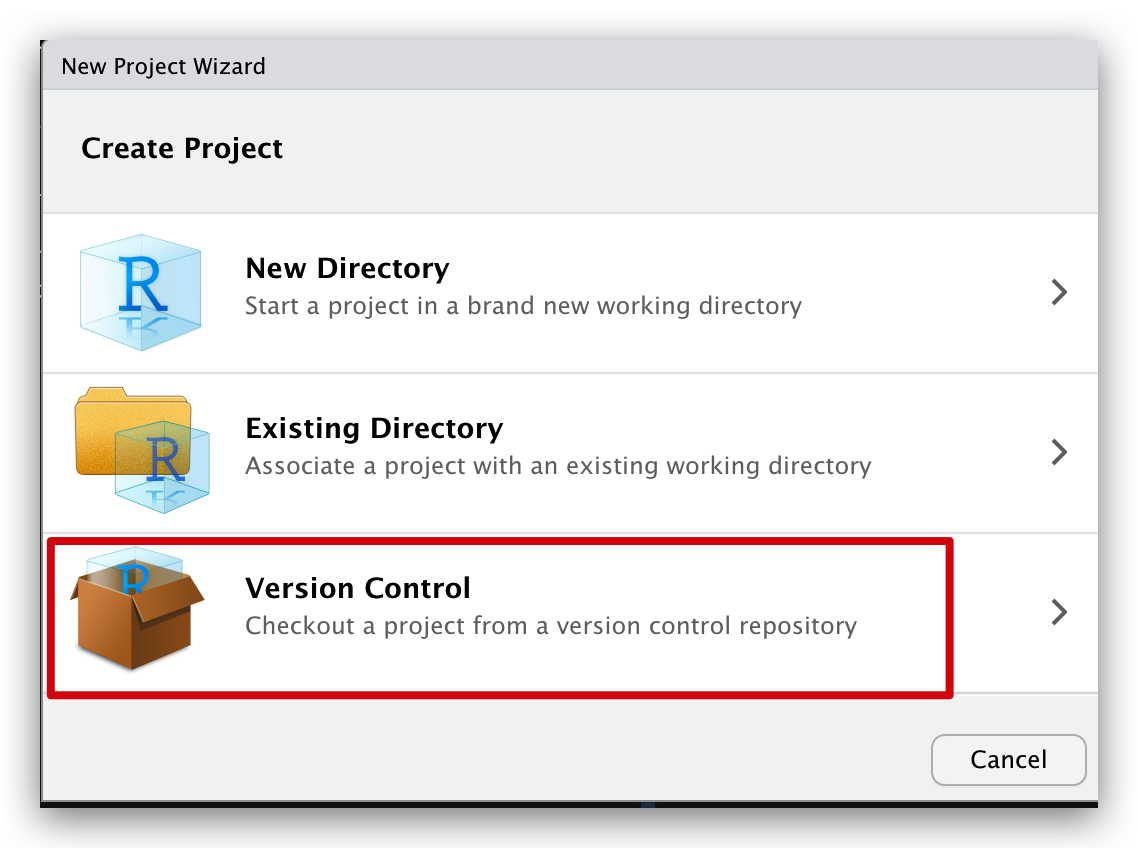 New Project Wizard
Create Project
R
New Directory
Start a project in a brand new working directory
R
Existing Directory
Associate a project with an existing working directory
R
Version Control
Checkout a project from a version control repository
Cancel